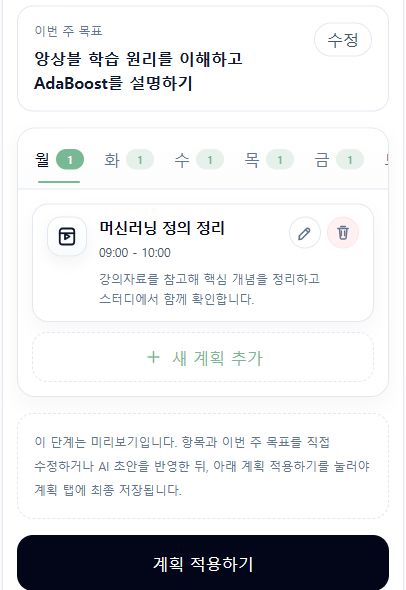 이번 주 목표
앙상블 학습 원리를 이해하고
AdaBoost를 설명하기
수정
월 1 화 1 수 1 목 1 금 1
머신러닝 정의 정리
09:00 - 10:00
강의자료를 참고해 핵심 개념을 정리하고
스터디에서 함께 확인합니다.
+ 새 계획 추가
이 단계는 미리보기입니다. 항목과 이번 주 목표를 직접
수정하거나 AI 초안을 반영한 뒤, 아래 계획 적용하기를 눌러야
계획 탭에 최종 저장됩니다.
계획 적용하기